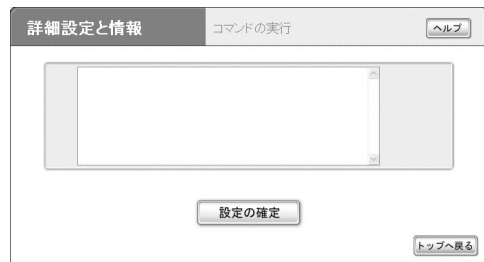 詳細設定と情報
コマンドの実行
ヘルプ
設定の確定
トップへ戻る